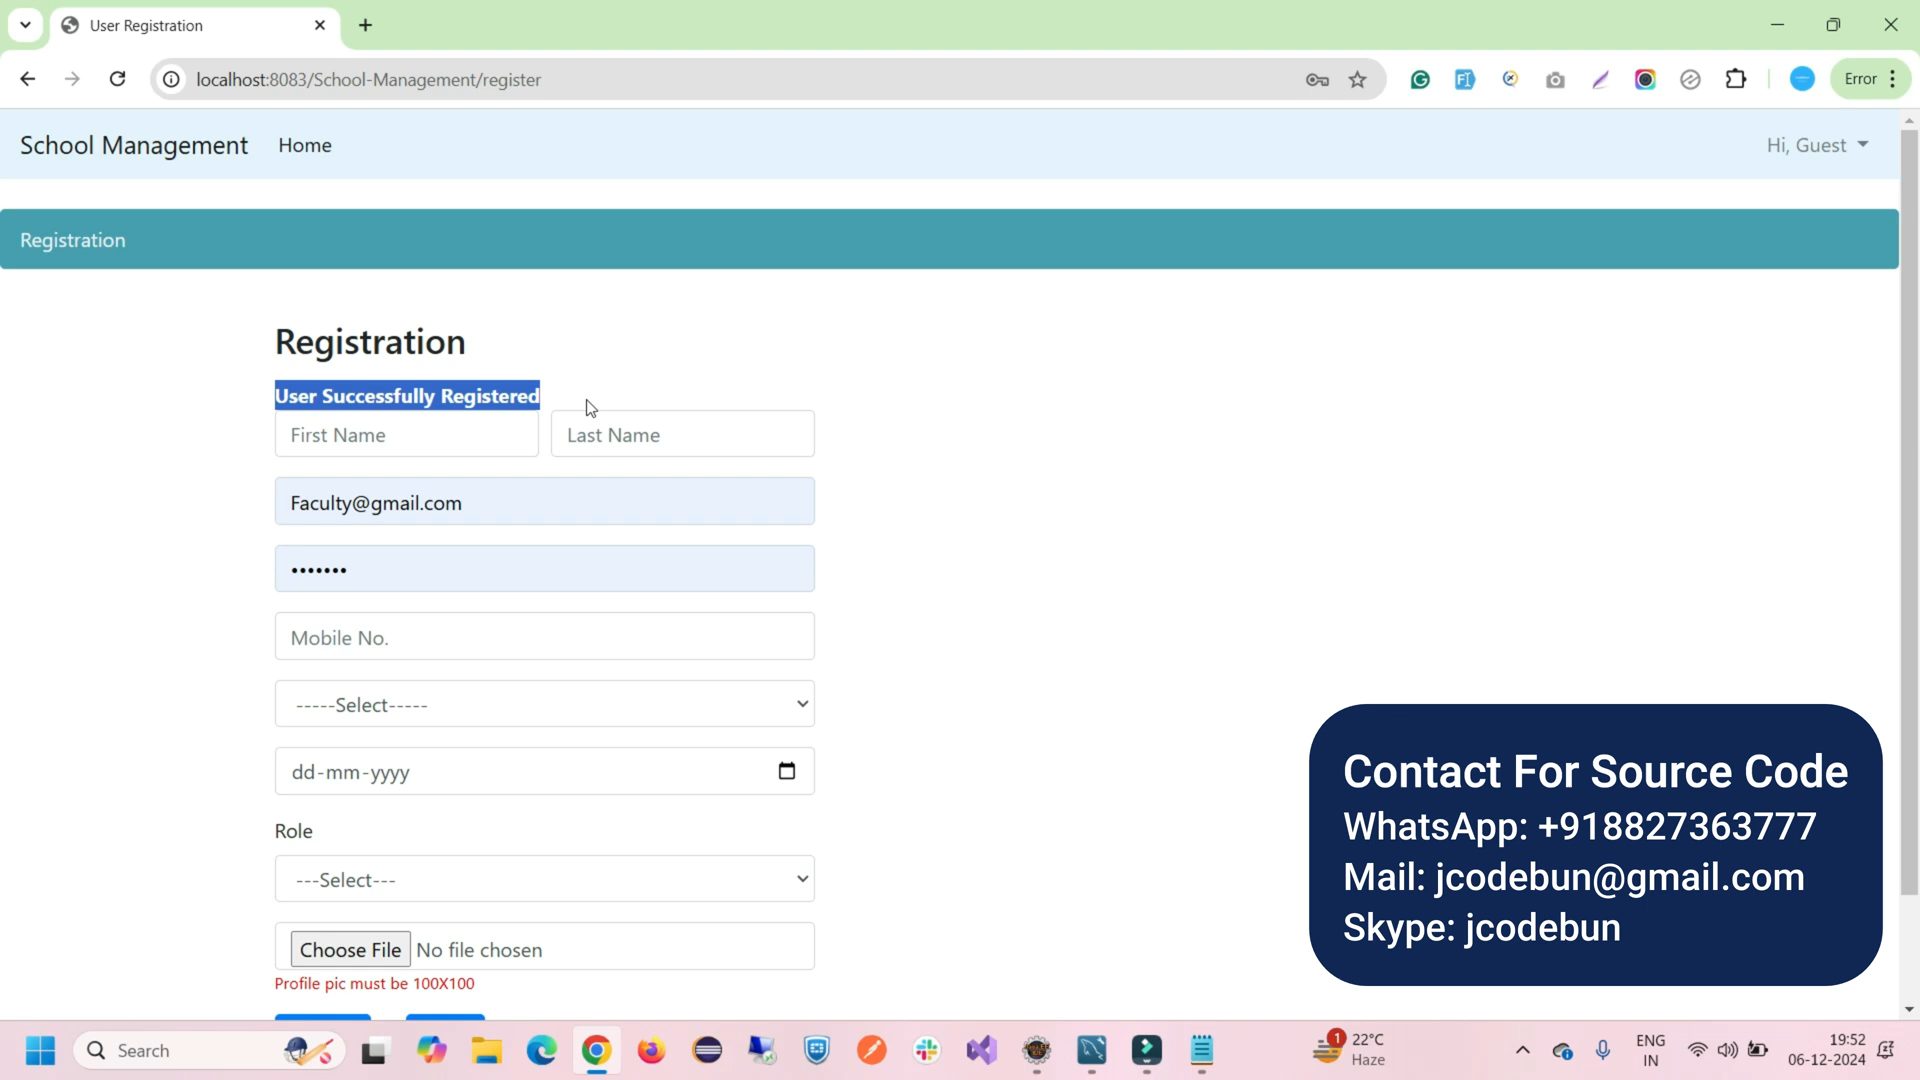 User Registration
localhost:8083/School-Management/register
Error
School Management Home Hi, Guest
Registration
Registration
User Successfully Registered
First Name Last Name
Faculty@gmail.com
•••••••
Mobile No.
-----Select-----
dd-mm-yyyy
Role
---Select---
Choose File No file chosen
Profile pic must be 100X100
Contact For Source Code
WhatsApp: +918827363777
Mail: jcodebun@gmail.com
Skype: jcodebun
Search
1
22°C
Haze
ENG
IN
19:52
06-12-2024